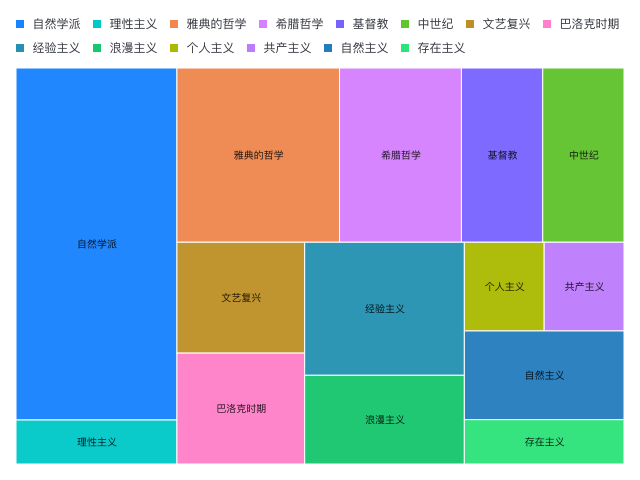 自然学派 理性主义 雅典的哲学 希腊哲学 基督教 中世纪 文艺复兴 巴洛克时期
经验主义 浪漫主义 个人主义 共产主义 自然主义 存在主义
雅典的哲学
希腊哲学
基督教
中世纪
自然学派
文艺复兴
经验主义
个人主义
共产主义
自然主义
巴洛克时期
浪漫主义
理性主义
存在主义